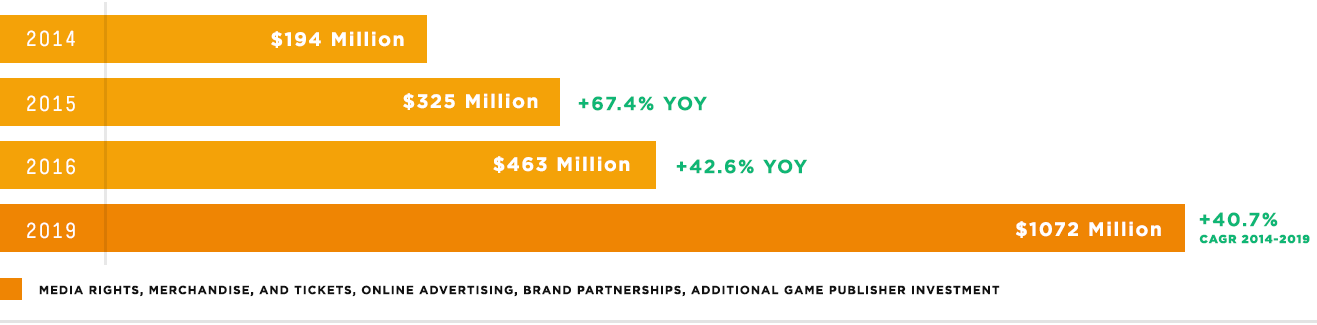 2014 $194 Million
2015 $325 Million +67.4% YOY
2016 $463 Million +42.6% YOY
2019 $1072 Million +40.7%
CAGR 2014-2019
MEDIA RIGHTS, MERCHANDISE, AND TICKETS, ONLINE ADVERTISING, BRAND PARTNERSHIPS, ADDITIONAL GAME PUBLISHER INVESTMENT